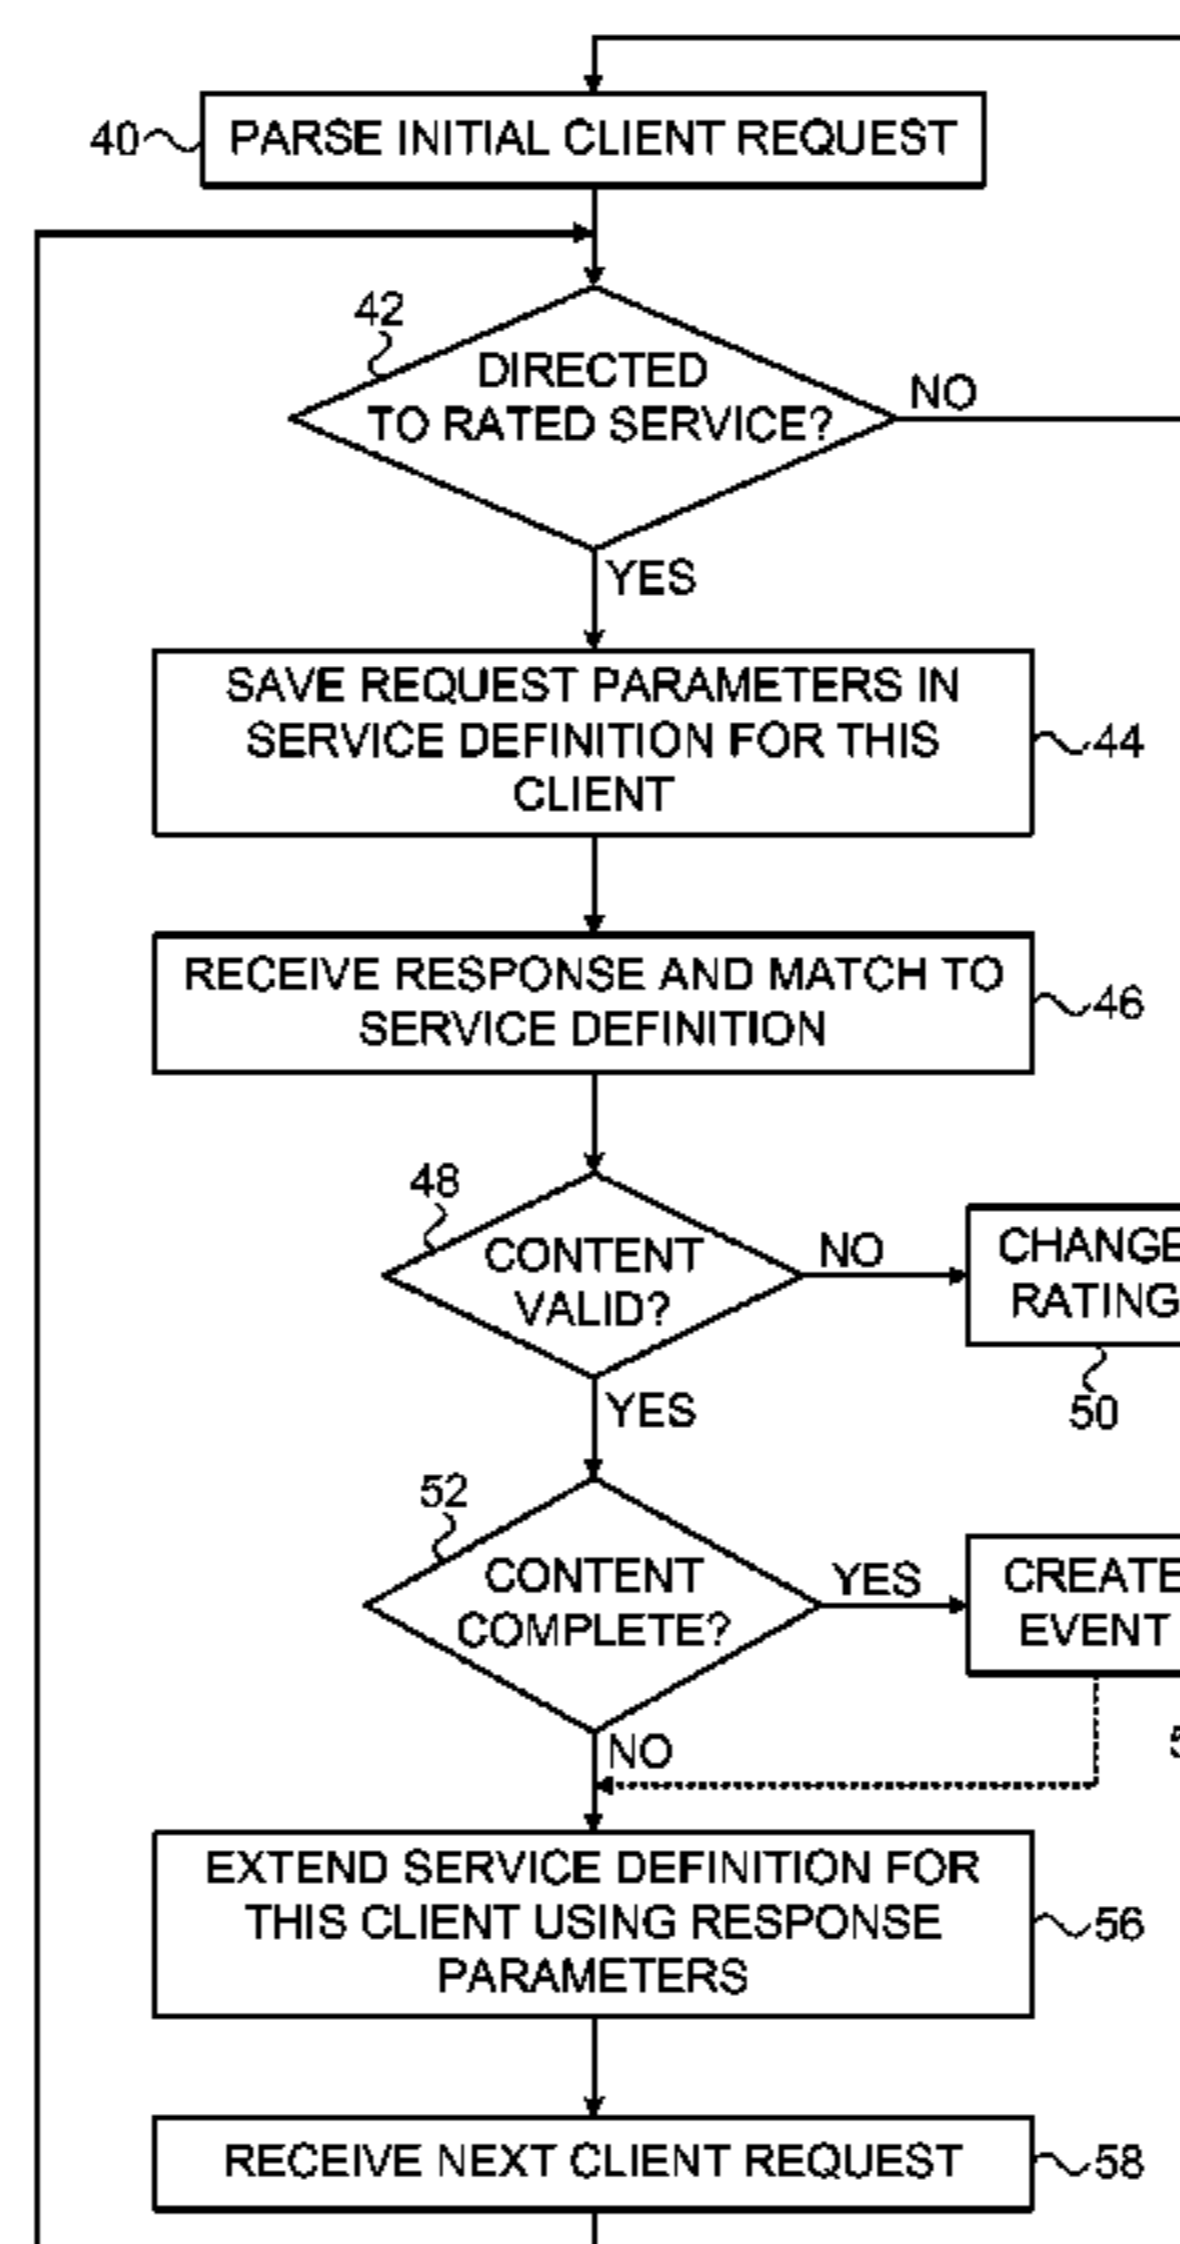 40 PARSE INITIAL CLIENT REQUEST
42
DIRECTED
TO RATED SERVICE?
NO
YES
SAVE REQUEST PARAMETERS IN
SERVICE DEFINITION FOR THIS
CLIENT
44
RECEIVE RESPONSE AND MATCH TO
SERVICE DEFINITION
46
48
CONTENT
VALID?
NO
CHANGE
RATING
50
YES
52
CONTENT
COMPLETE?
YES
CREATE
EVENT
NO
EXTEND SERVICE DEFINITION FOR
THIS CLIENT USING RESPONSE
PARAMETERS
56
RECEIVE NEXT CLIENT REQUEST
58